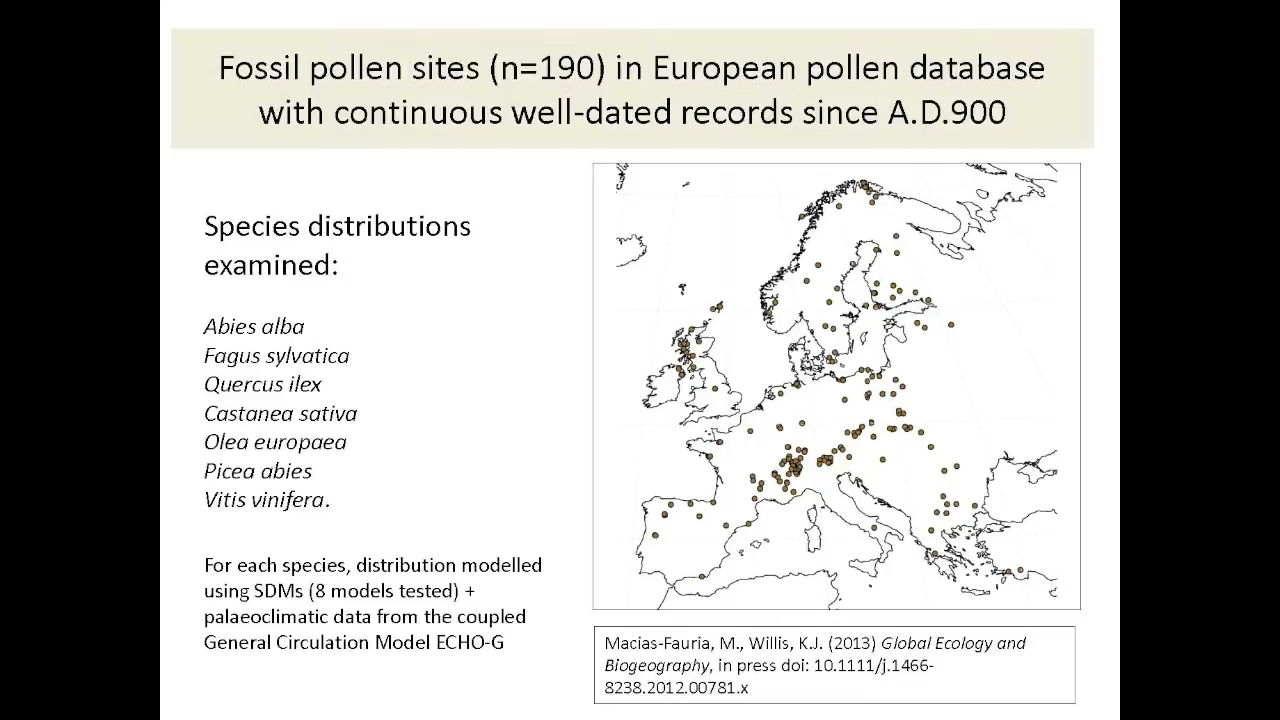 Fossil pollen sites (n=190) in European pollen database
with continuous well-dated records since A.D.900
Species distributions
examined:
Abies alba
Fagus sylvatica
Quercus ilex
Castanea sativa
Olea europaea
Picea abies
Vitis vinifera.
For each species, distribution modelled
using SDMs (8 models tested) +
palaeoclimatic data from the coupled
General Circulation Model ECHO-G
Macias-Fauria, M., Willis, K.J. (2013) Global Ecology and
Biogeography, in press doi: 10.1111/j.1466-
8238.2012.00781.x